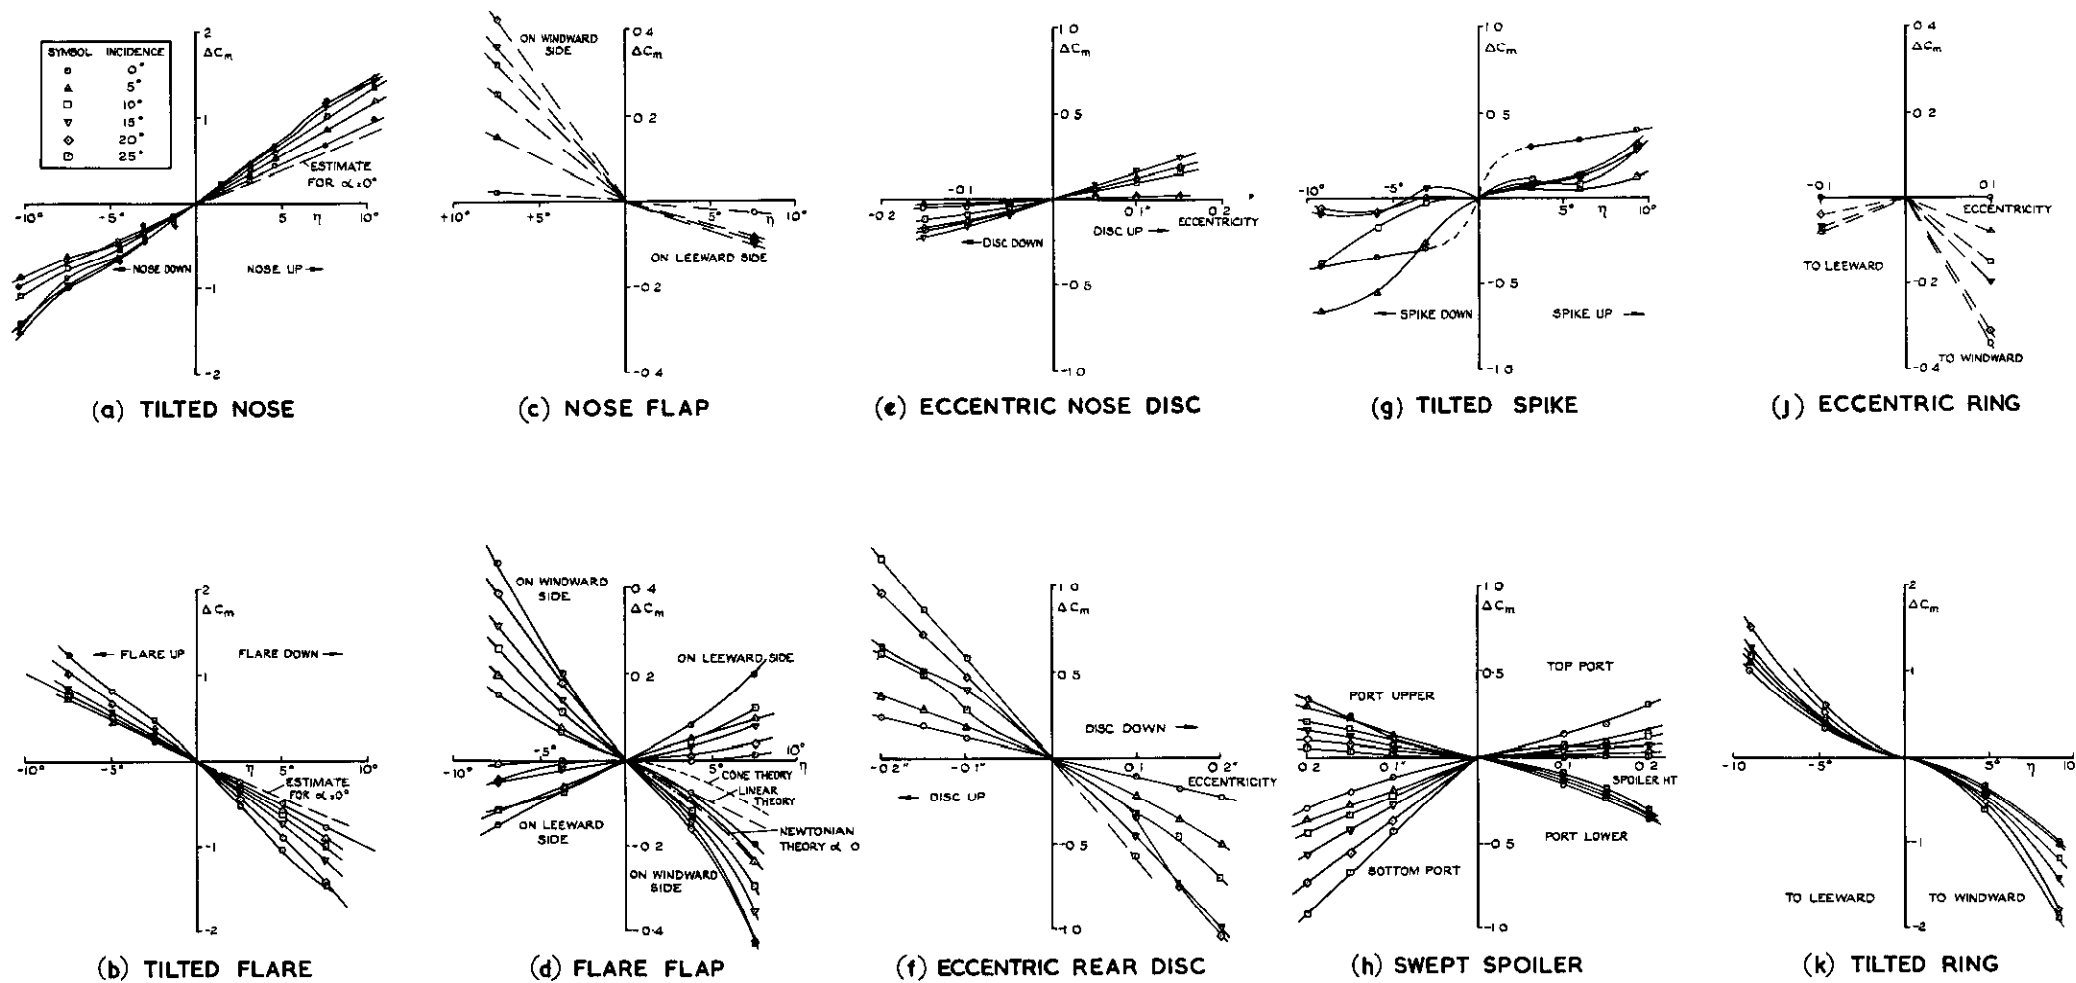 SYMBOL INCIDENCE
0°
5°
10°
15°
20°
25°
2
ΔCm
1
-1
-2
-10°
-5°
5
η
10°
ESTIMATE
FOR α=0°
NOSE DOWN
NOSE UP
(a) TILTED NOSE
ON WINDWARD
SIDE
0.4
ΔCm
0.2
-0.2
-0.4
+10°
+5°
5°
η
10°
ON LEEWARD SIDE
(c) NOSE FLAP
1.0
ΔCm
0.5
-0.5
-1.0
-0.2
-0.1
0.1
0.2
ECCENTRICITY
DISC DOWN
DISC UP
(e) ECCENTRIC NOSE DISC
1.0
ΔCm
0.5
-0.5
-1.0
-10°
-5°
5°
η
10°
SPIKE DOWN
SPIKE UP
(g) TILTED SPIKE
0.4
ΔCm
0.2
-0.2
-0.4
-0.1
0.1
ECCENTRICITY
TO LEEWARD
TO WINDWARD
(j) ECCENTRIC RING
2
ΔCm
1
-1
-2
FLARE UP
FLARE DOWN
-10°
-5°
η
5°
10°
ESTIMATE
FOR α=0°
(b) TILTED FLARE
ON WINDWARD
SIDE
0.4
ΔCm
0.2
-0.2
-0.4
ON LEEWARD SIDE
-10°
-5°
5°
10°
η
CONE THEORY
LINEAR
THEORY
NEWTONIAN
THEORY α 0
ON LEEWARD
SIDE
ON WINDWARD
SIDE
(d) FLARE FLAP
1.0
ΔCm
0.5
-0.5
-1.0
DISC DOWN
-0.2"
-0.1"
0.1
0.2"
ECCENTRICITY
DISC UP
(f) ECCENTRIC REAR DISC
1.0
ΔCm
0.5
-0.5
-1.0
TOP PORT
PORT UPPER
0.2
0.1
0.1
0.2
SPOILER HT
PORT LOWER
BOTTOM PORT
(h) SWEPT SPOILER
2
ΔCm
1
-1
-2
-10
-5°
5°
η
10
TO LEEWARD
TO WINDWARD
(k) TILTED RING